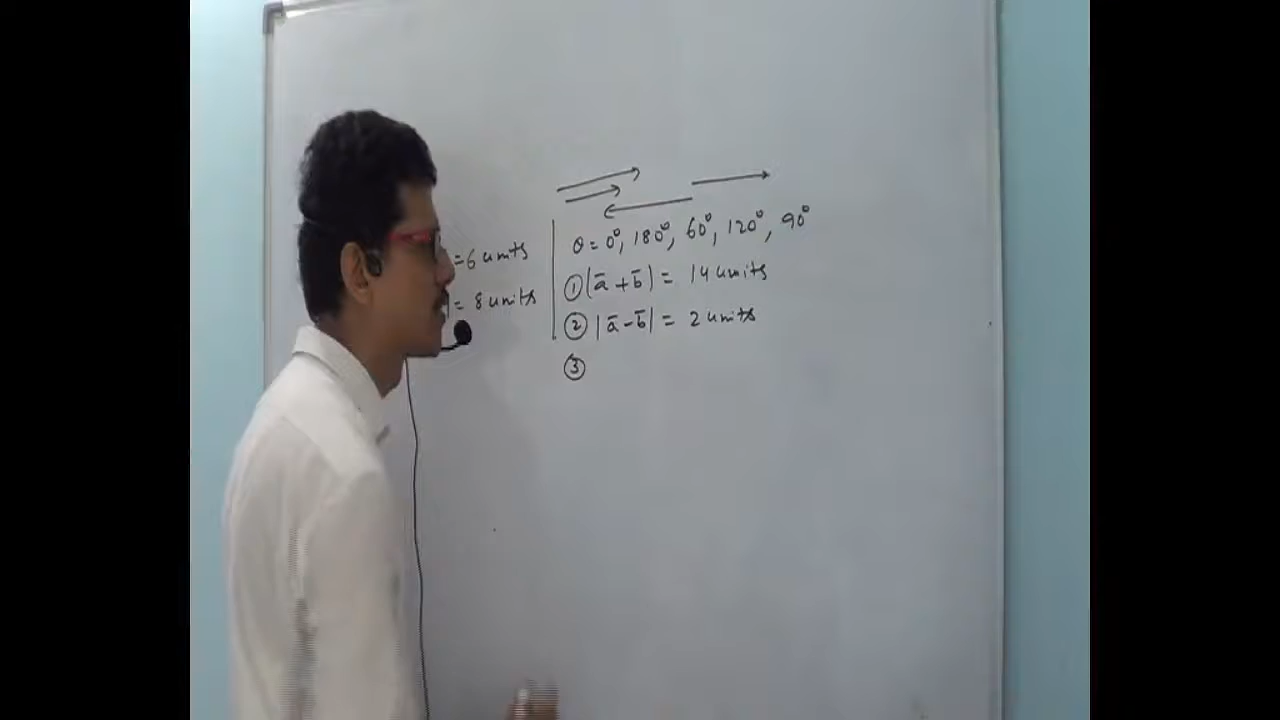 = 6 units
| = 8 units
θ = 0°, 180°, 60°, 120°, 90°
① |a̅ + b̅| = 14 units
② |a̅ - b̅| = 2 units
③